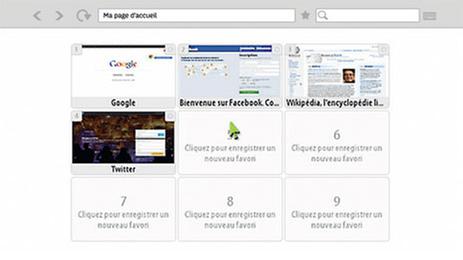 Ma page d'accueil
1
2
3
Google
Bienvenue sur Facebook. Co...
Wikipédia, l'encyclopédie li...
4
Twitter
Cliquez pour enregistrer un
nouveau favori
6
Cliquez pour enregistrer un
nouveau favori
7
Cliquez pour enregistrer un
nouveau favori
8
Cliquez pour enregistrer un
nouveau favori
9
Cliquez pour enregistrer un
nouveau favori